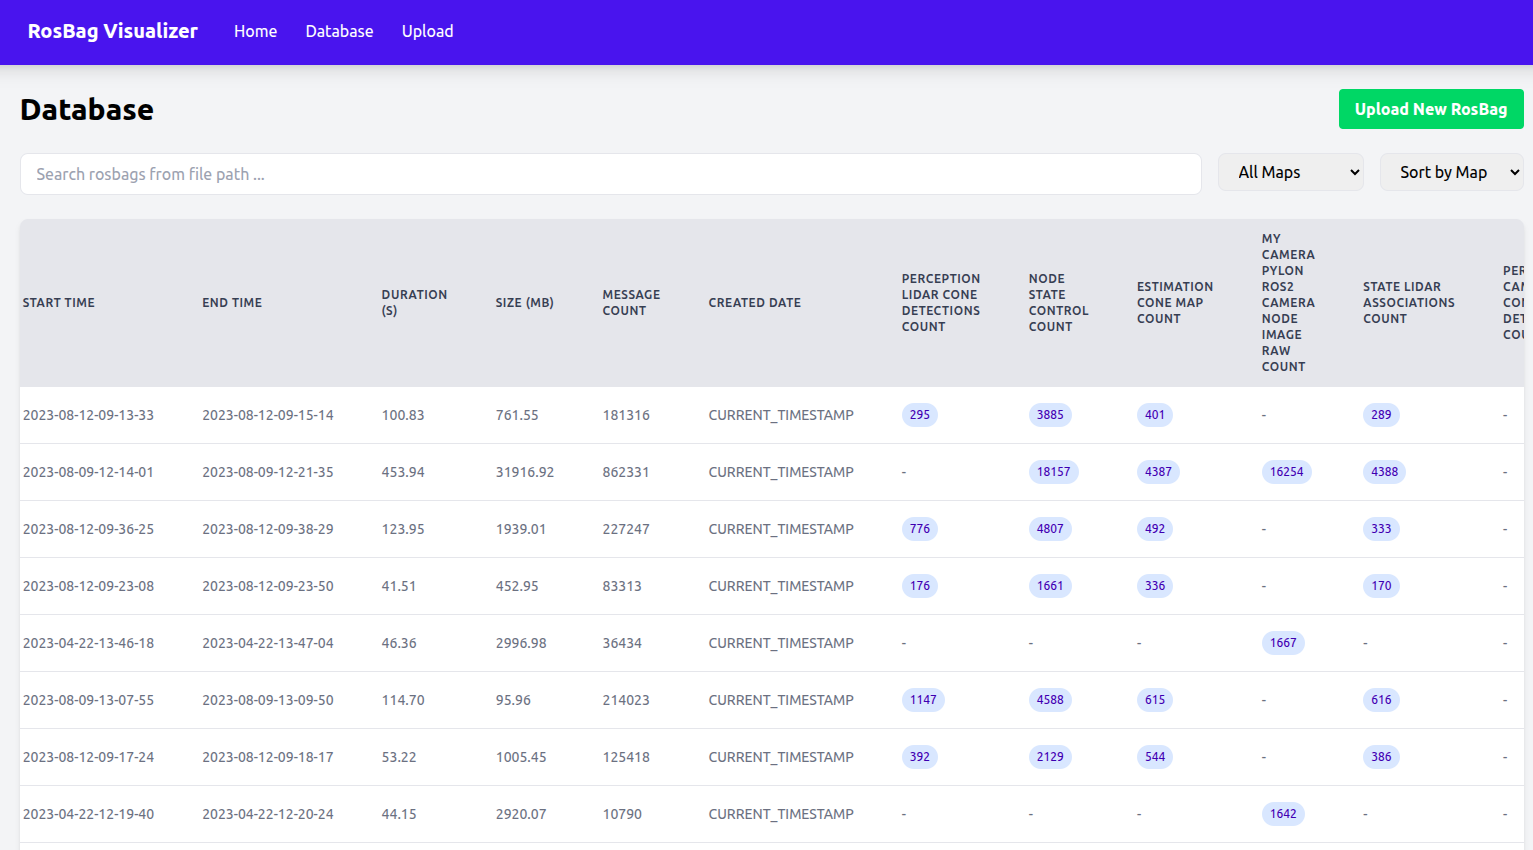 RosBag Visualizer Home Database Upload
Database Upload New RosBag
Search rosbags from file path ... All Maps Sort by Map
START TIME END TIME DURATION (S) SIZE (MB) MESSAGE COUNT CREATED DATE PERCEPTION LIDAR CONE DETECTIONS COUNT NODE STATE CONTROL COUNT ESTIMATION CONE MAP COUNT MY CAMERA PYLON ROS2 CAMERA NODE IMAGE RAW COUNT STATE LIDAR ASSOCIATIONS COUNT
2023-08-12-09-13-33 2023-08-12-09-15-14 100.83 761.55 181316 CURRENT_TIMESTAMP 295 3885 401 - 289 -
2023-08-09-12-14-01 2023-08-09-12-21-35 453.94 31916.92 862331 CURRENT_TIMESTAMP - 18157 4387 16254 4388 -
2023-08-12-09-36-25 2023-08-12-09-38-29 123.95 1939.01 227247 CURRENT_TIMESTAMP 776 4807 492 - 333 -
2023-08-12-09-23-08 2023-08-12-09-23-50 41.51 452.95 83313 CURRENT_TIMESTAMP 176 1661 336 - 170 -
2023-04-22-13-46-18 2023-04-22-13-47-04 46.36 2996.98 36434 CURRENT_TIMESTAMP - - - 1667 - -
2023-08-09-13-07-55 2023-08-09-13-09-50 114.70 95.96 214023 CURRENT_TIMESTAMP 1147 4588 615 - 616 -
2023-08-12-09-17-24 2023-08-12-09-18-17 53.22 1005.45 125418 CURRENT_TIMESTAMP 392 2129 544 - 386 -
2023-04-22-12-19-40 2023-04-22-12-20-24 44.15 2920.07 10790 CURRENT_TIMESTAMP - - - 1642 - -